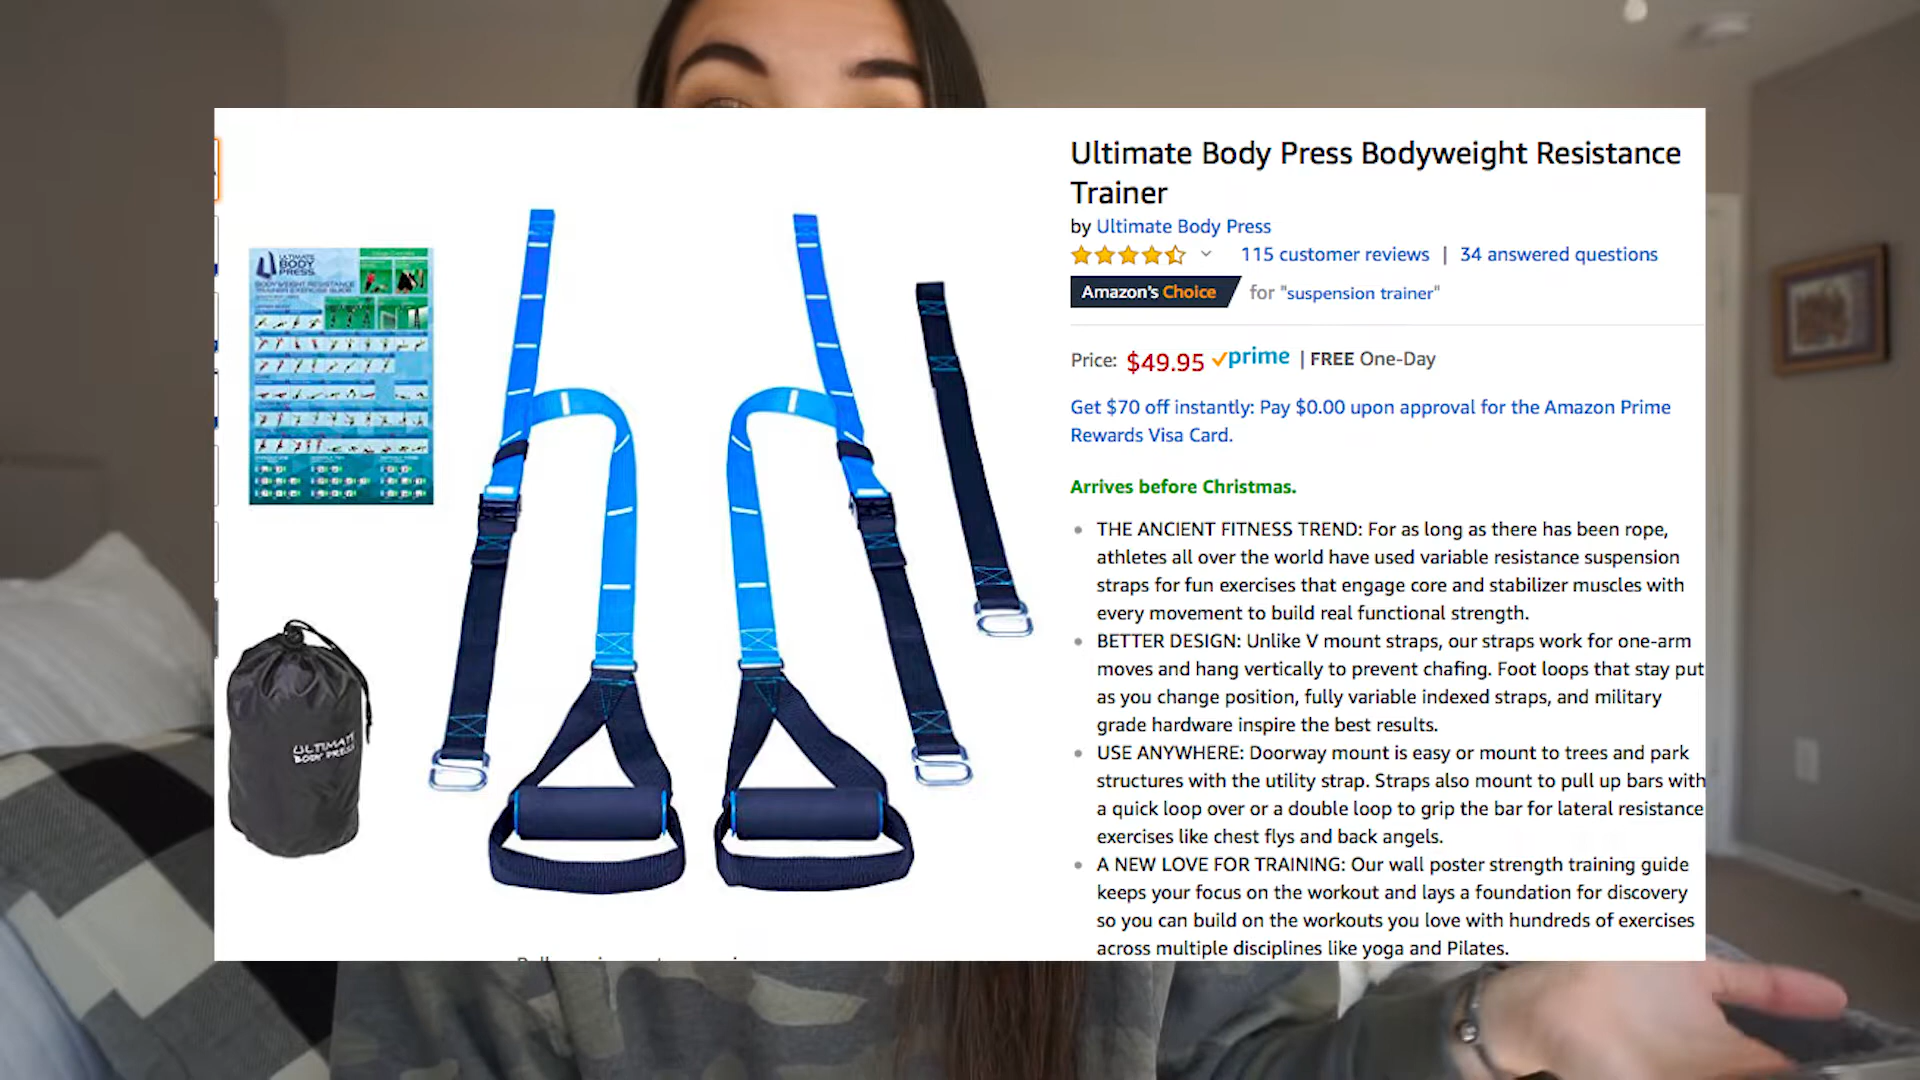 Ultimate Body Press Bodyweight Resistance
Trainer
by Ultimate Body Press
115 customer reviews | 34 answered questions
Amazon's Choice for "suspension trainer"
Price: $49.95 prime | FREE One-Day
Get $70 off instantly: Pay $0.00 upon approval for the Amazon Prime
Rewards Visa Card.
Arrives before Christmas.
THE ANCIENT FITNESS TREND: For as long as there has been rope,
athletes all over the world have used variable resistance suspension
straps for fun exercises that engage core and stabilizer muscles with
every movement to build real functional strength.
BETTER DESIGN: Unlike V mount straps, our straps work for one-arm
moves and hang vertically to prevent chafing. Foot loops that stay put
as you change position, fully variable indexed straps, and military
grade hardware inspire the best results.
USE ANYWHERE: Doorway mount is easy or mount to trees and park
structures with the utility strap. Straps also mount to pull up bars with
a quick loop over or a double loop to grip the bar for lateral resistance
exercises like chest flys and back angels.
A NEW LOVE FOR TRAINING: Our wall poster strength training guide
keeps your focus on the workout and lays a foundation for discovery
so you can build on the workouts you love with hundreds of exercises
across multiple disciplines like yoga and Pilates.
ULTIMATE
BODY
PRESS
BODYWEIGHT RESISTANCE
TRAINER EXERCISE GUIDE
ULTIMATE
BODY PRESS